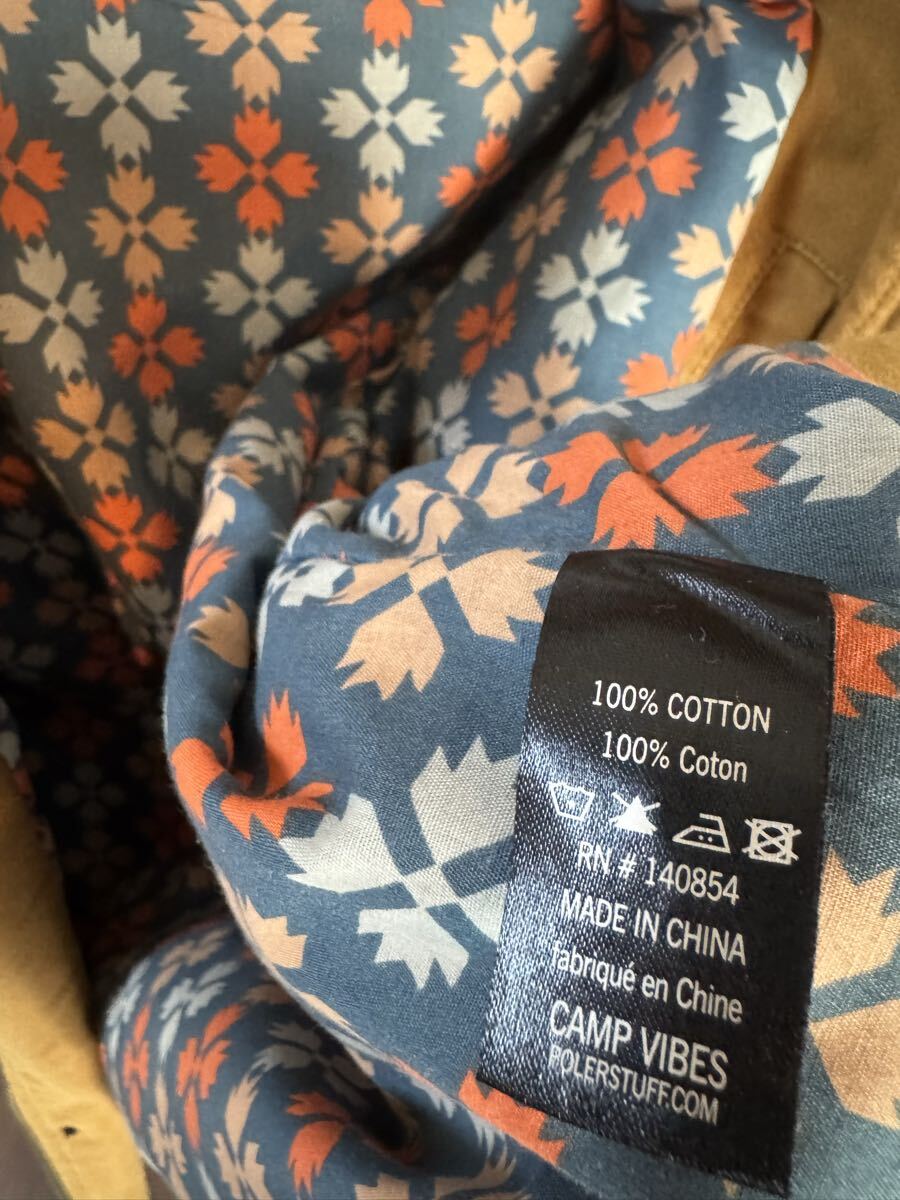 100% COTTON
100% Coton
RN # 140854
MADE IN CHINA
fabriqué en Chine
CAMP VIBES
POLERSTUFF.COM